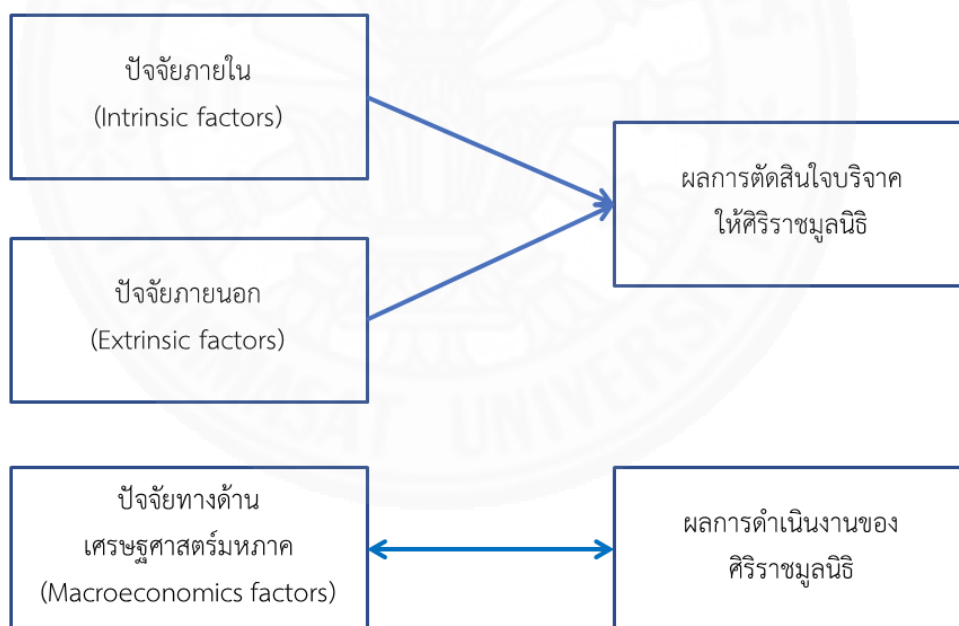 ปัจจัยภายใน
(Intrinsic factors)
ผลการตัดสินใจบริจาค
ให้ศิริราชมูลนิธิ
ปัจจัยภายนอก
(Extrinsic factors)
ปัจจัยทางด้าน
เศรษฐศาสตร์มหภาค
(Macroeconomics factors)
ผลการดำเนินงานของ
ศิริราชมูลนิธิ
THAMMASAT UNIVERSITY